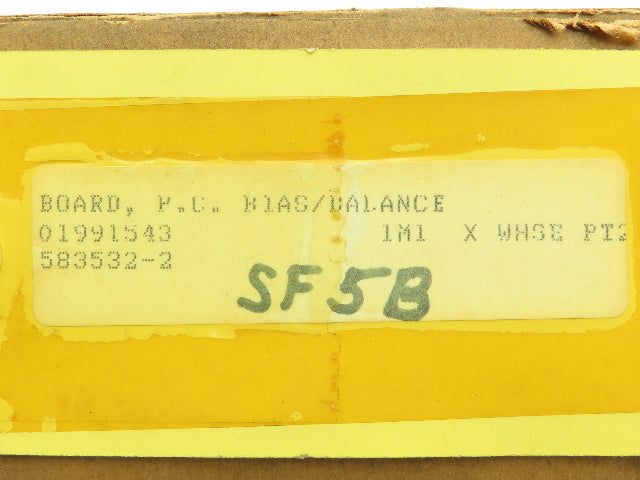 BOARD, P.C. BIAS/BALANCE
01991543 1M1 X WHSE PT2
583532-2
SF5B